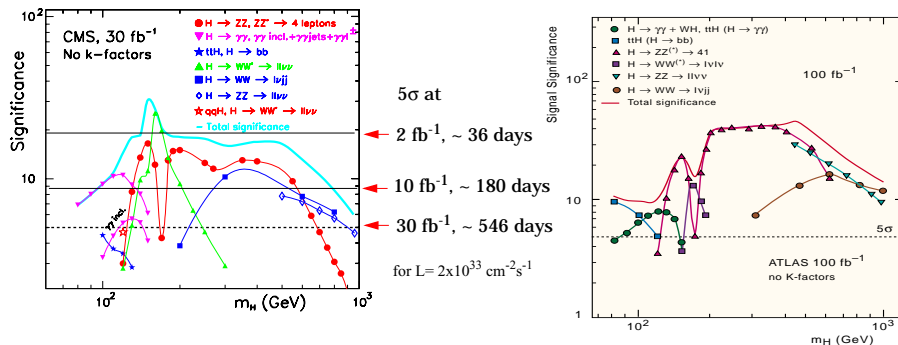 CMS, 30 fb⁻¹
No k-factors
H → ZZ, ZZ* → 4 leptons
H → γγ, γγ incl.+γγjets+γγl±
ttH, H → bb
H → WW* → llνν
H → WW → lνjj
H → ZZ → llνν
qqH, H → WW* → llνν
Total significance
Significance
10
γγ incl.
10²
10³
m_H (GeV)
5σ at
2 fb⁻¹, ~ 36 days
10 fb⁻¹, ~ 180 days
30 fb⁻¹, ~ 546 days
for L= 2x10³³ cm⁻²s⁻¹
H → γγ + WH, ttH (H → γγ)
ttH (H → bb)
H → ZZ(*) → 4l
H → WW(*) → lνlν
H → ZZ → llνν
H → WW → lνjj
Total significance
100 fb⁻¹
Signal Significance
10²
10
1
5σ
ATLAS 100 fb⁻¹
no K-factors
10²
10³
m_H (GeV)